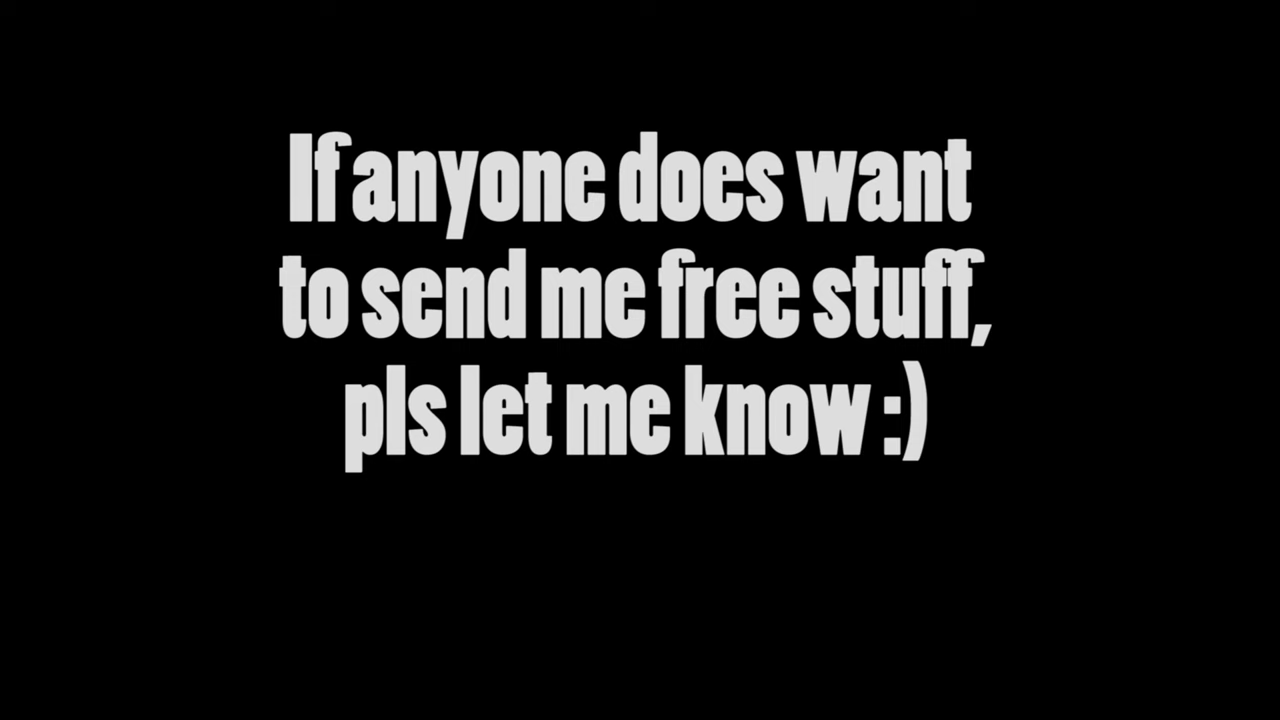 If anyone does want
to send me free stuff,
pls let me know :)